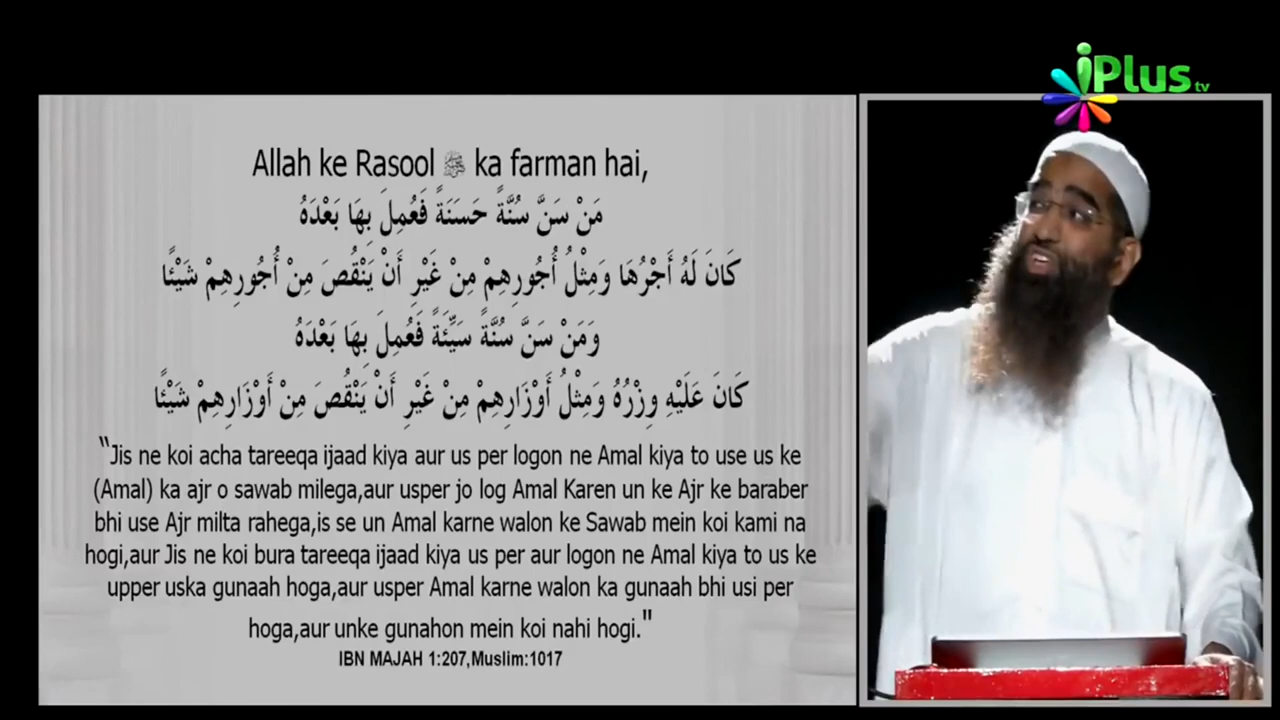 iPlus tv
Allah ke Rasool ﷺ ka farman hai,
مَنْ سَنَّ سُنَّةً حَسَنَةً فَعُمِلَ بِهَا بَعْدَهُ
كَانَ لَهُ أَجْرُهَا وَمِثْلُ أُجُورِهِمْ مِنْ غَيْرِ أَنْ يَنْقُصَ مِنْ أُجُورِهِمْ شَيْئًا
وَمَنْ سَنَّ سُنَّةً سَيِّئَةً فَعُمِلَ بِهَا بَعْدَهُ
كَانَ عَلَيْهِ وِزْرُهُ وَمِثْلُ أَوْزَارِهِمْ مِنْ غَيْرِ أَنْ يَنْقُصَ مِنْ أَوْزَارِهِمْ شَيْئًا
“Jis ne koi acha tareeqa ijaad kiya aur us per logon ne Amal kiya to use us ke
(Amal) ka ajr o sawab milega,aur usper jo log Amal Karen un ke Ajr ke baraber
bhi use Ajr milta rahega,is se un Amal karne walon ke Sawab mein koi kami na
hogi,aur Jis ne koi bura tareeqa ijaad kiya us per aur logon ne Amal kiya to us ke
upper uska gunaah hoga,aur usper Amal karne walon ka gunaah bhi usi per
hoga,aur unke gunahon mein koi nahi hogi."
IBN MAJAH 1:207,Muslim:1017